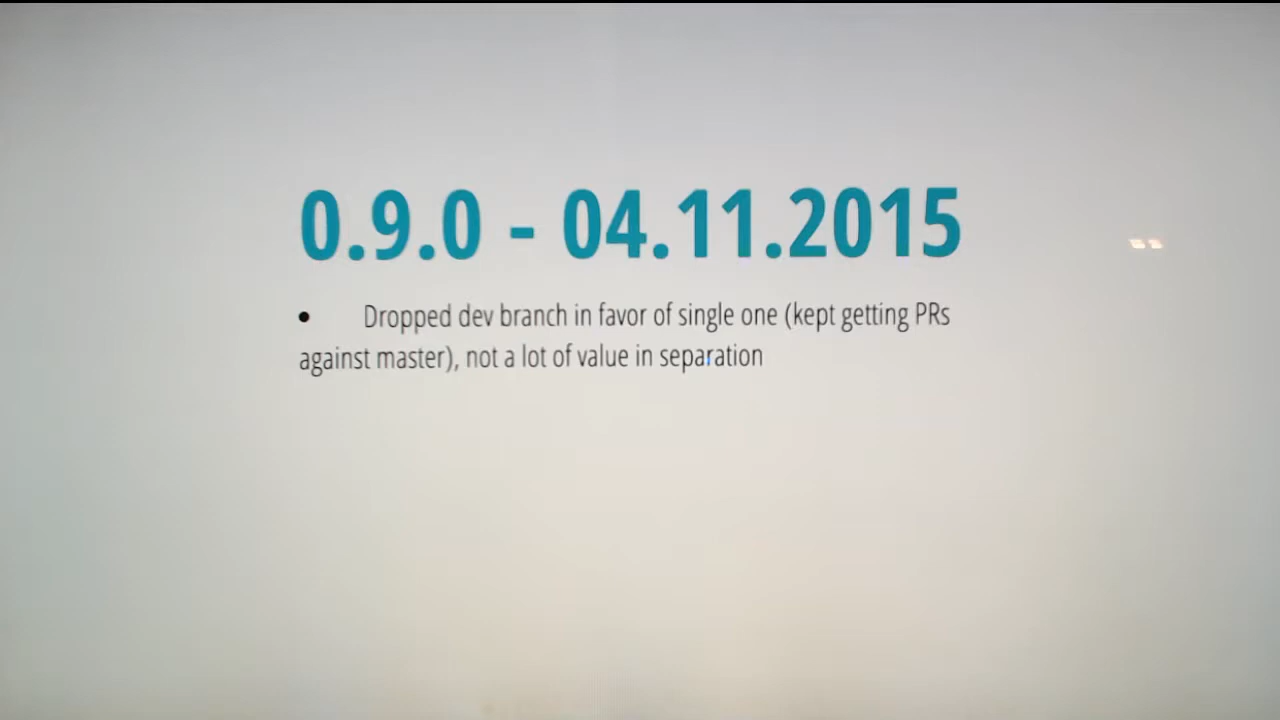 0.9.0 - 04.11.2015
• Dropped dev branch in favor of single one (kept getting PRs
against master), not a lot of value in separation